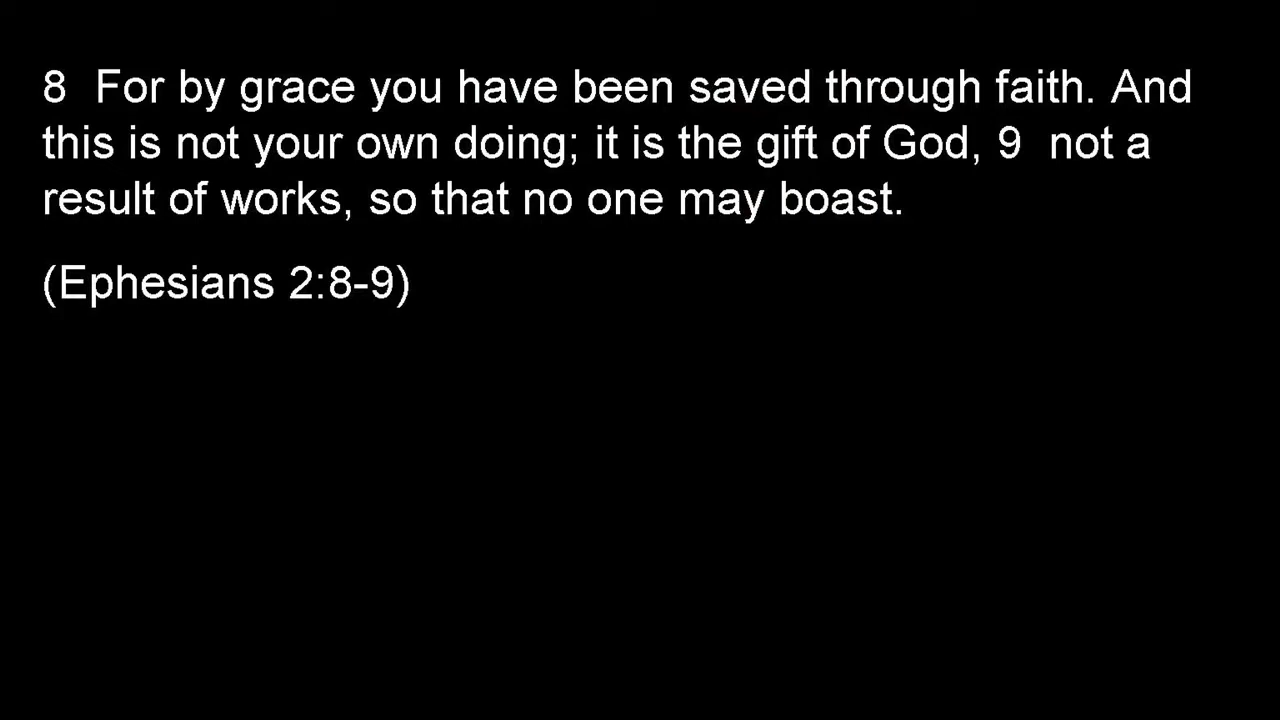 8  For by grace you have been saved through faith. And
this is not your own doing; it is the gift of God, 9  not a
result of works, so that no one may boast.
(Ephesians 2:8-9)